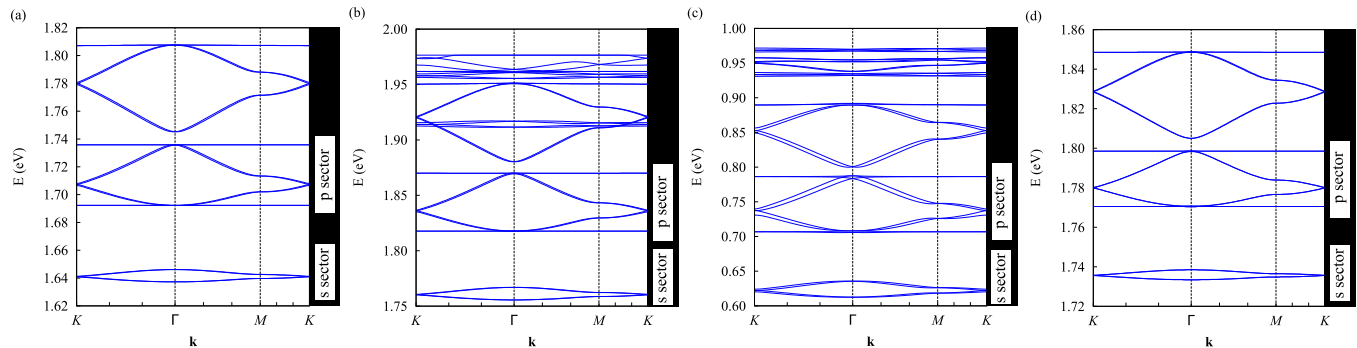 (a)
1.82
1.80
1.78
1.76
1.74
1.72
1.70
1.68
1.66
1.64
1.62
E (eV)
K
Γ
M
K
k
p sector
s sector
(b)
2.00
1.95
1.90
1.85
1.80
1.75
E (eV)
K
Γ
M
K
k
p sector
s sector
(c)
1.00
0.95
0.90
0.85
0.80
0.75
0.70
0.65
0.60
E (eV)
K
Γ
M
K
k
p sector
s sector
(d)
1.86
1.84
1.82
1.80
1.78
1.76
1.74
1.72
E (eV)
K
Γ
M
K
k
p sector
s sector